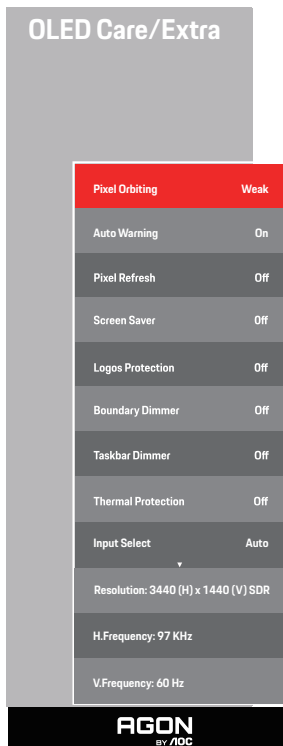 OLED Care/Extra
Pixel Orbiting Weak
Auto Warning On
Pixel Refresh Off
Screen Saver Off
Logos Protection Off
Boundary Dimmer Off
Taskbar Dimmer Off
Thermal Protection Off
Input Select Auto
Resolution: 3440 (H) x 1440 (V) SDR
H.Frequency: 97 KHz
V.Frequency: 60 Hz
AGON
BY AOC